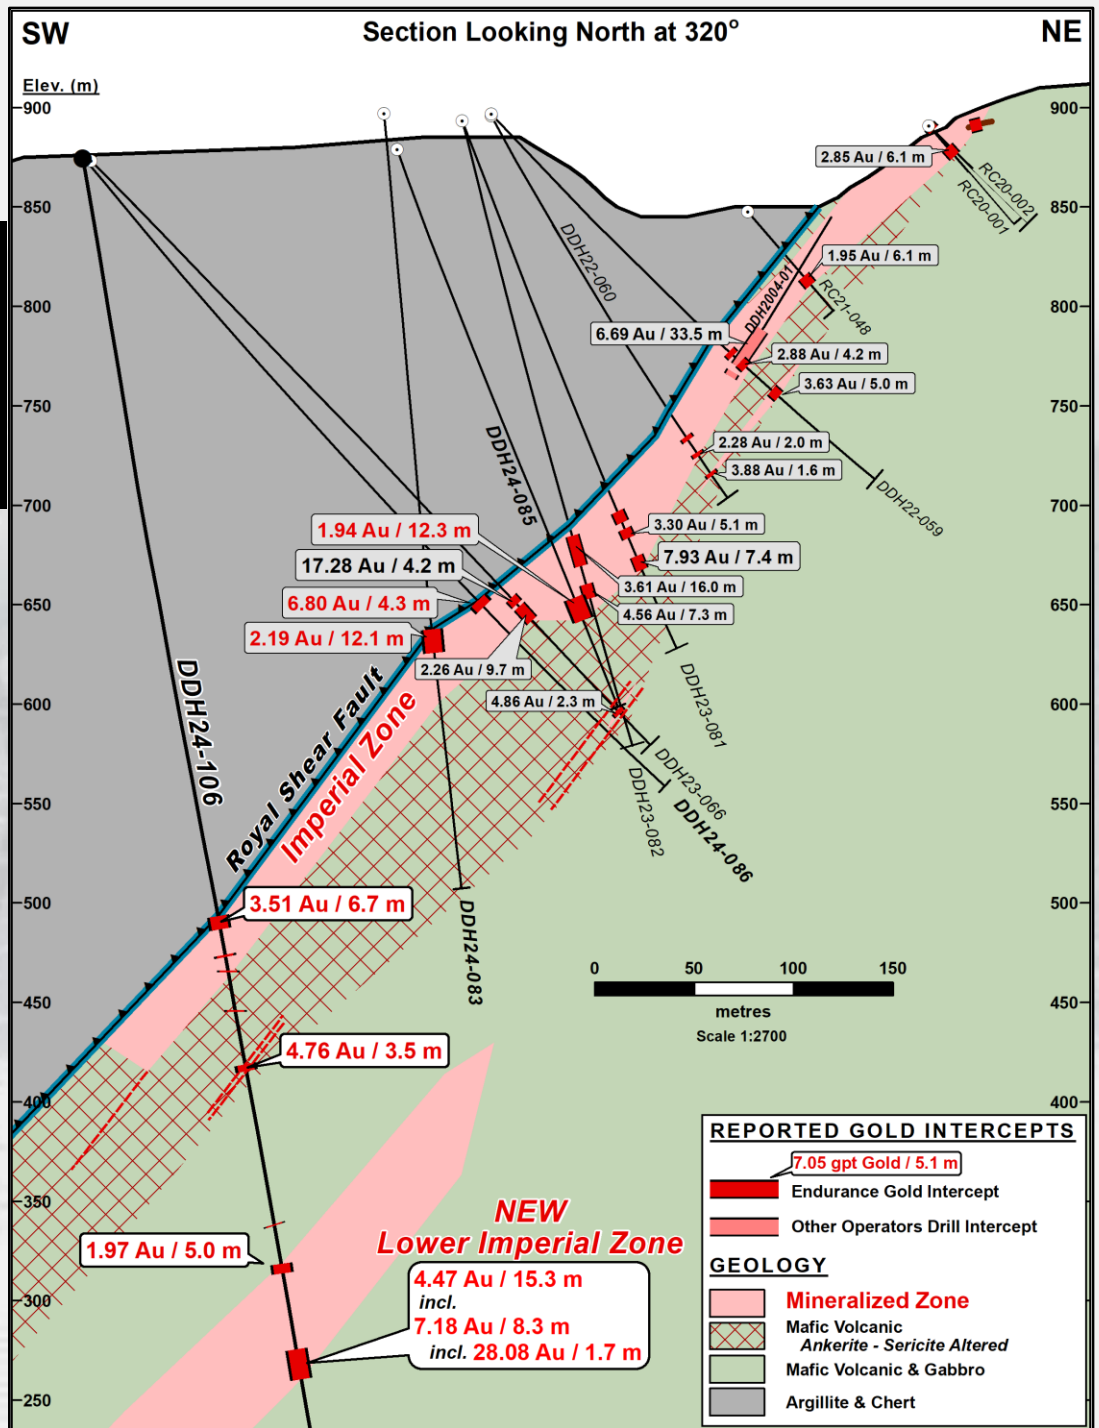 SW
Section Looking North at 320°
NE
Elev. (m)
900
900
2.85 Au / 6.1 m
RC20-002
RC20-001
850
850
DDH22-060
1.95 Au / 6.1 m
DDH2004-01
RC21-048
800
800
6.69 Au / 33.5 m
2.88 Au / 4.2 m
3.63 Au / 5.0 m
750
750
DDH24-085
2.28 Au / 2.0 m
3.88 Au / 1.6 m
DDH22-059
700
700
1.94 Au / 12.3 m
3.30 Au / 5.1 m
17.28 Au / 4.2 m
7.93 Au / 7.4 m
3.61 Au / 16.0 m
6.80 Au / 4.3 m
650
650
4.56 Au / 7.3 m
2.19 Au / 12.1 m
2.26 Au / 9.7 m
DDH24-106
Royal Shear Fault
Imperial Zone
4.86 Au / 2.3 m
DDH23-081
600
600
DDH23-066
DDH23-082
DDH24-086
550
550
500
500
3.51 Au / 6.7 m
DDH24-083
0 50 100 150
metres
Scale 1:2700
450
450
4.76 Au / 3.5 m
400
400
350
NEW
Lower Imperial Zone
1.97 Au / 5.0 m
4.47 Au / 15.3 m
incl.
7.18 Au / 8.3 m
incl. 28.08 Au / 1.7 m
300
250
REPORTED GOLD INTERCEPTS
7.05 gpt Gold / 5.1 m
Endurance Gold Intercept
Other Operators Drill Intercept
GEOLOGY
Mineralized Zone
Mafic Volcanic
Ankerite - Sericite Altered
Mafic Volcanic & Gabbro
Argillite & Chert